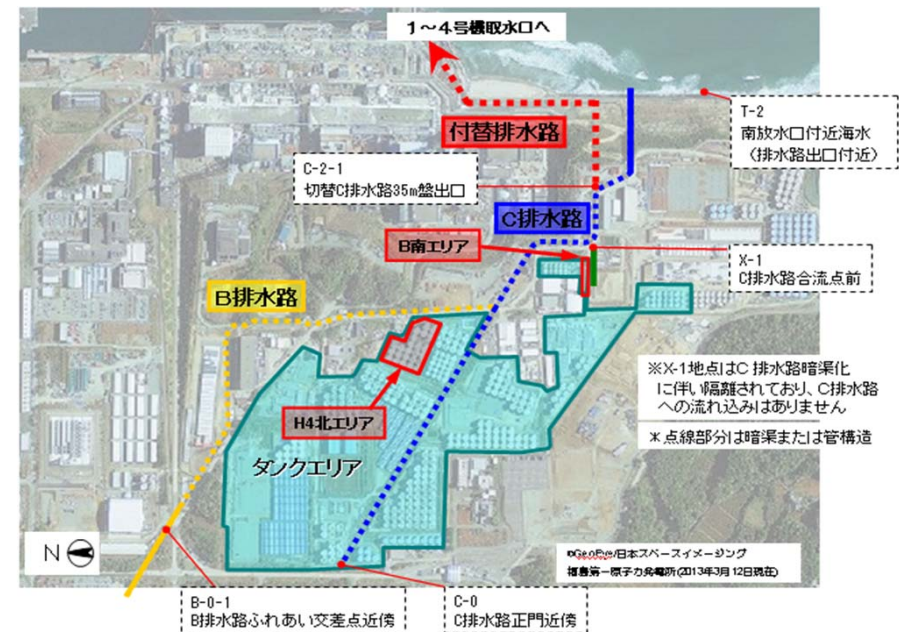 1～4号機取水口へ
付替排水路
T-2
南放水口付近海水
（排水路出口付近）
C-2-1
切替C排水路35m盤出口
C排水路
B南エリア
X-1
C排水路合流点前
B排水路
※X-1地点はC排水路暗渠化
に伴い隔離されており、C排水路
への流れ込みはありません
＊点線部分は暗渠または管構造
H4北エリア
タンクエリア
N
©GeoEye/日本スペースイメージング
福島第一原子力発電所(2013年3月12日現在)
B-0-1
B排水路ふれあい交差点近傍
C-0
C排水路正門近傍